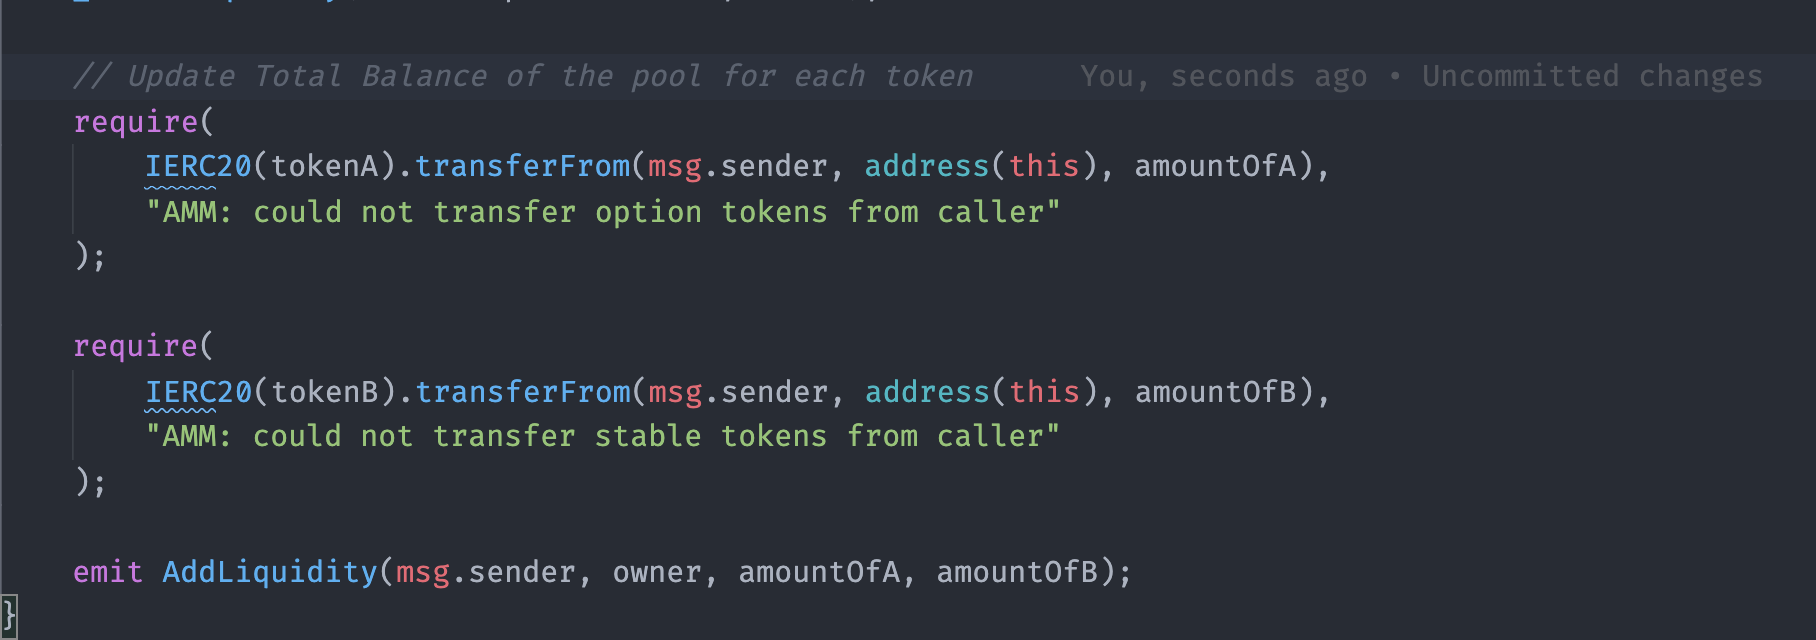 // Update Total Balance of the pool for each token You, seconds ago • Uncommitted changes
require(
IERC20(tokenA).transferFrom(msg.sender, address(this), amountOfA),
"AMM: could not transfer option tokens from caller"
);
require(
IERC20(tokenB).transferFrom(msg.sender, address(this), amountOfB),
"AMM: could not transfer stable tokens from caller"
);
emit AddLiquidity(msg.sender, owner, amountOfA, amountOfB);
}